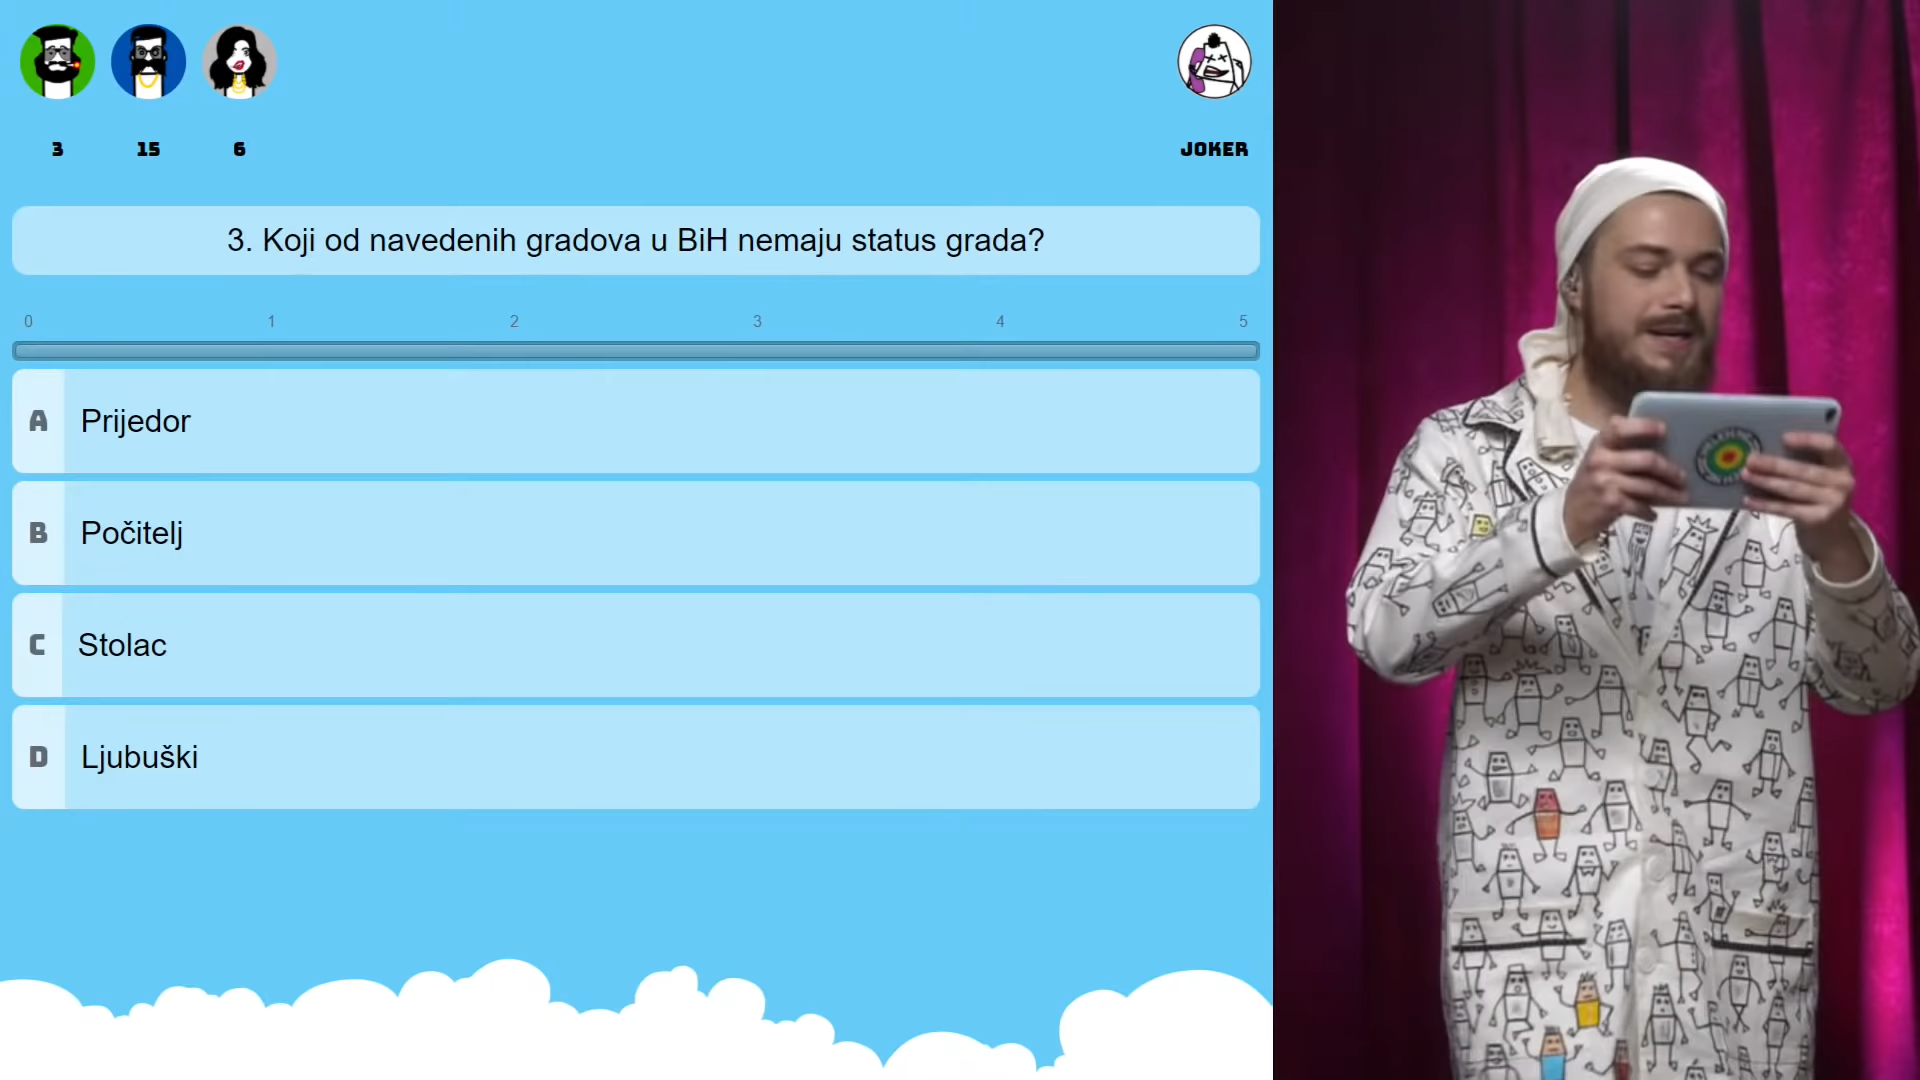 3 15 6
JOKER
3. Koji od navedenih gradova u BiH nemaju status grada?
0 1 2 3 4 5
A Prijedor
B Počitelj
C Stolac
D Ljubuški